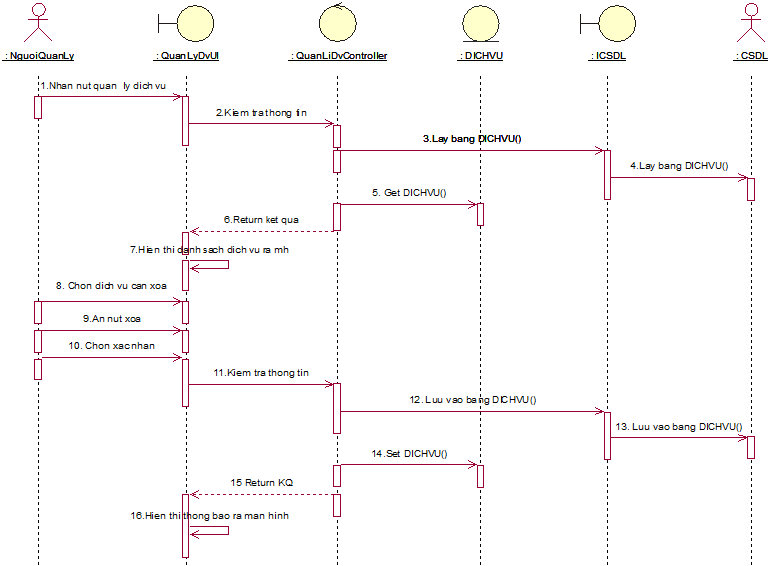 : NguoiQuanLy
: QuanLyDvUI
: QuanLiDvController
: DICHVU
: ICSDL
: CSDL
1.Nhan nut quan ly dich vu
2.Kiem tra thong tin
3.Lay bang DICHVU()
4.Lay bang DICHVU()
5. Get DICHVU()
6.Return ket qua
7.Hien thi danh sach dich vu ra mh
8. Chon dich vu can xoa
9.An nut xoa
10. Chon xac nhan
11.Kiem tra thong tin
12. Luu vao bang DICHVU()
13. Luu vao bang DICHVU()
14.Set DICHVU()
15 Return KQ
16.Hien thi thong bao ra man hinh